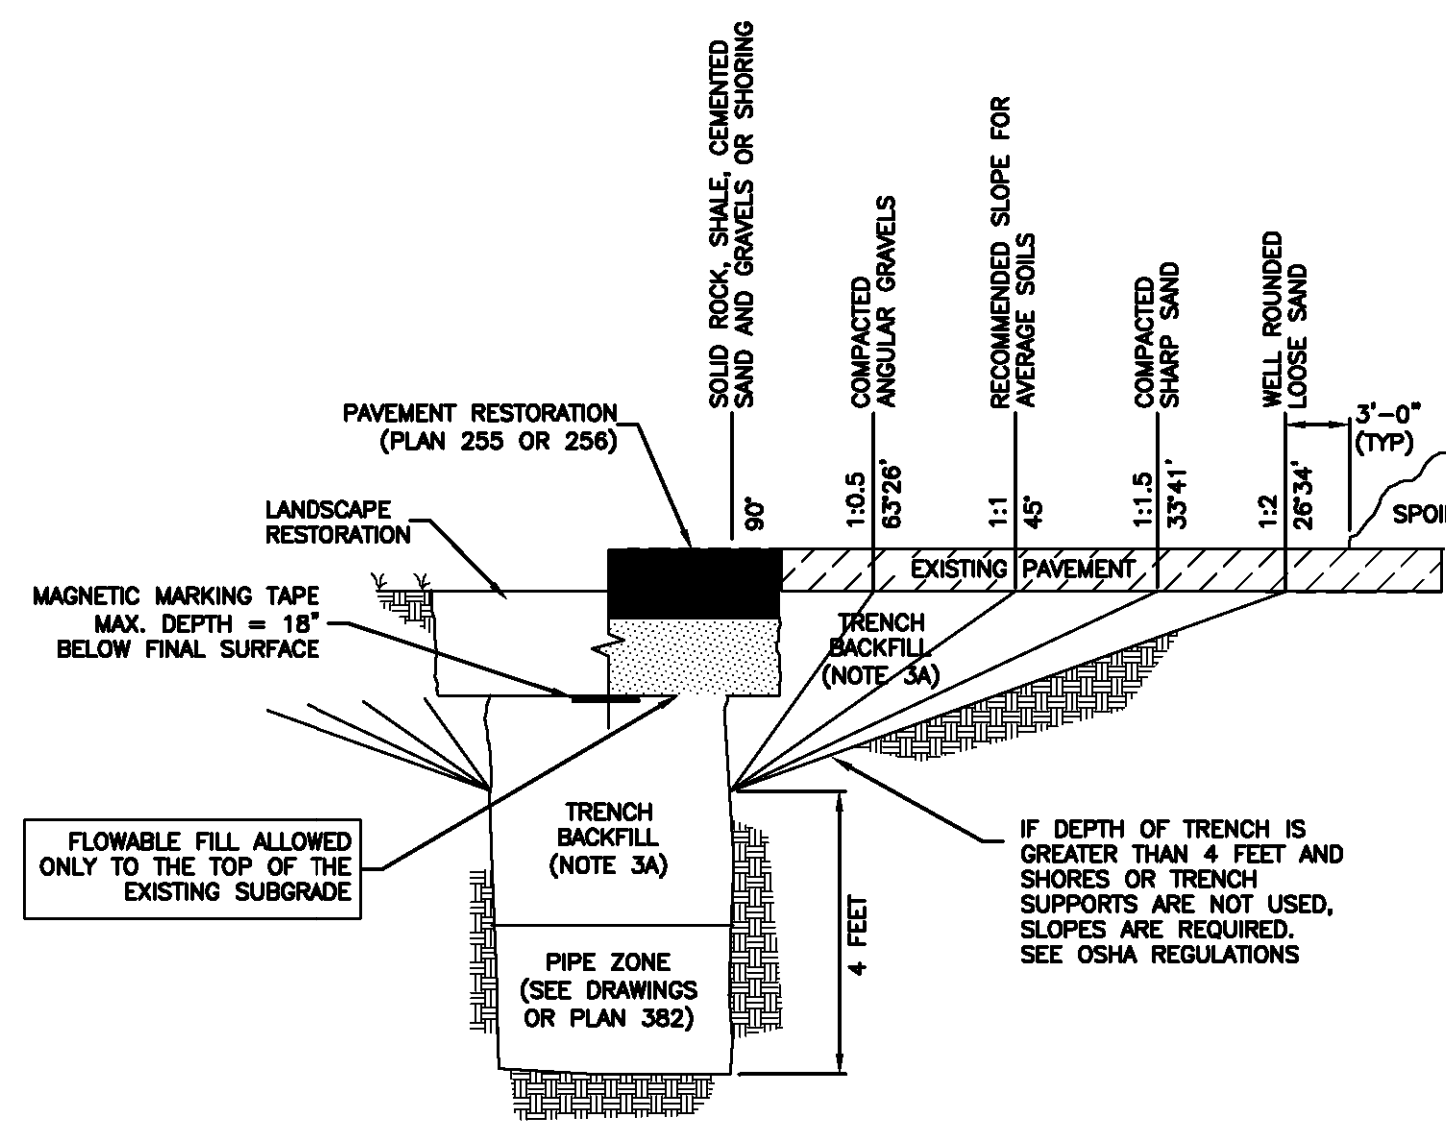 SOLID ROCK, SHALE, CEMENTED
SAND AND GRAVELS OR SHORING
90°
COMPACTED
ANGULAR GRAVELS
1:0.5
63°26'
RECOMMENDED SLOPE FOR
AVERAGE SOILS
1:1
45°
COMPACTED
SHARP SAND
1:1.5
33°41'
WELL ROUNDED
LOOSE SAND
1:2
26°34'
3'-0"
(TYP)
SPOI
PAVEMENT RESTORATION
(PLAN 255 OR 256)
LANDSCAPE
RESTORATION
EXISTING PAVEMENT
MAGNETIC MARKING TAPE
MAX. DEPTH = 18"
BELOW FINAL SURFACE
TRENCH
BACKFILL
(NOTE 3A)
FLOWABLE FILL ALLOWED
ONLY TO THE TOP OF THE
EXISTING SUBGRADE
TRENCH
BACKFILL
(NOTE 3A)
IF DEPTH OF TRENCH IS
GREATER THAN 4 FEET AND
SHORES OR TRENCH
SUPPORTS ARE NOT USED,
SLOPES ARE REQUIRED.
SEE OSHA REGULATIONS
4 FEET
PIPE ZONE
(SEE DRAWINGS
OR PLAN 382)